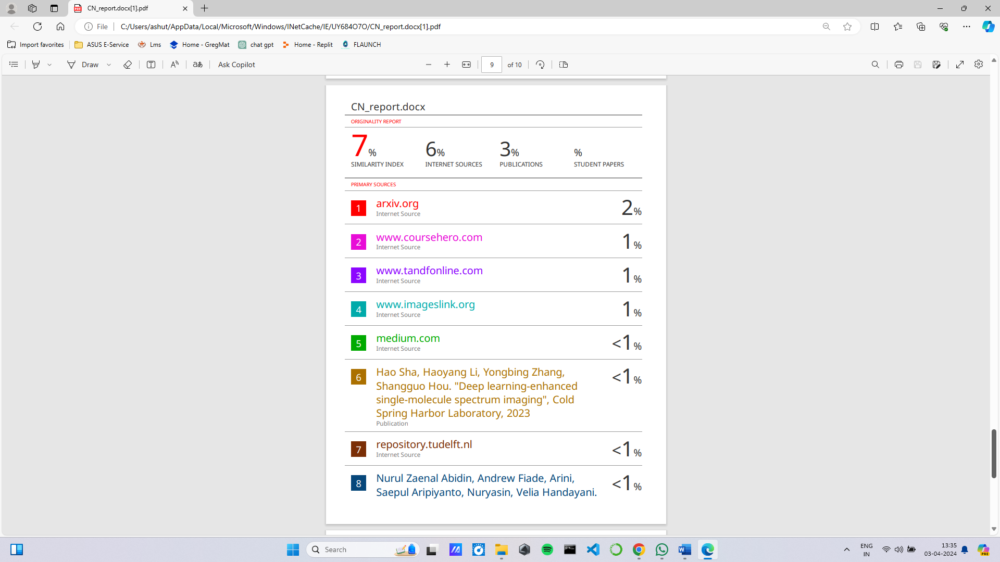 CN_report.docx[1].pdf
File
C:/Users/ashut/AppData/Local/Microsoft/Windows/INetCache/IE/UY684O7O/CN_report.docx[1].pdf
Import favorites
ASUS E-Service
Lms
Home - GregMat
chat gpt
Home - Replit
FLAUNCH
Draw
Ask Copilot
9
of 10
CN_report.docx
ORIGINALITY REPORT
7%
6%
3%
%
SIMILARITY INDEX
INTERNET SOURCES
PUBLICATIONS
STUDENT PAPERS
PRIMARY SOURCES
1
arxiv.org
Internet Source
2%
2
www.coursehero.com
Internet Source
1%
3
www.tandfonline.com
Internet Source
1%
4
www.imageslink.org
Internet Source
1%
5
medium.com
Internet Source
<1%
6
Hao Sha, Haoyang Li, Yongbing Zhang,
Shangguo Hou. "Deep learning-enhanced
single-molecule spectrum imaging", Cold
Spring Harbor Laboratory, 2023
Publication
<1%
7
repository.tudelft.nl
Internet Source
<1%
8
Nurul Zaenal Abidin, Andrew Fiade, Arini,
Saepul Aripiyanto, Nuryasin, Velia Handayani.
<1%
Search
ENG
IN
13:35
03-04-2024
PRE